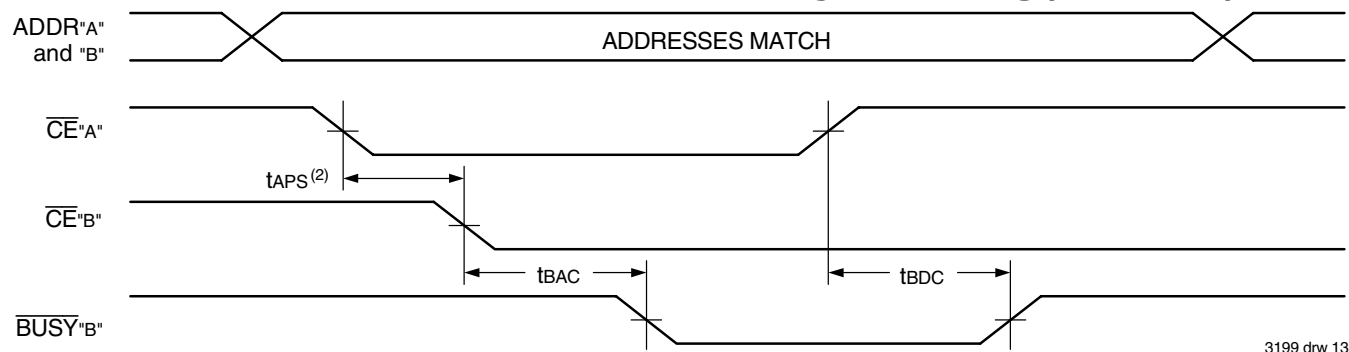 ADDR"A"
and "B"
ADDRESSES MATCH
CE"A"
tAPS(2)
CE"B"
tBAC
tBDC
BUSY"B"
3199 drw 13